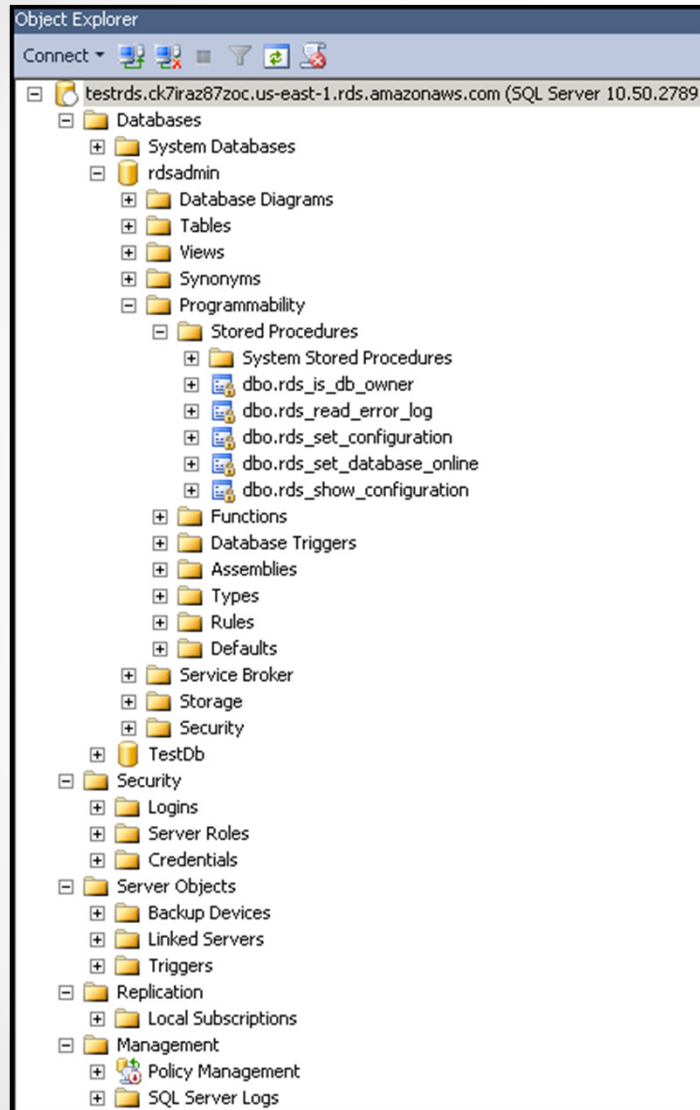 Object Explorer
Connect
testrds.ck7iraz87zoc.us-east-1.rds.amazonaws.com (SQL Server 10.50.2789
Databases
System Databases
rdsadmin
Database Diagrams
Tables
Views
Synonyms
Programmability
Stored Procedures
System Stored Procedures
dbo.rds_is_db_owner
dbo.rds_read_error_log
dbo.rds_set_configuration
dbo.rds_set_database_online
dbo.rds_show_configuration
Functions
Database Triggers
Assemblies
Types
Rules
Defaults
Service Broker
Storage
Security
TestDb
Security
Logins
Server Roles
Credentials
Server Objects
Backup Devices
Linked Servers
Triggers
Replication
Local Subscriptions
Management
Policy Management
SQL Server Logs